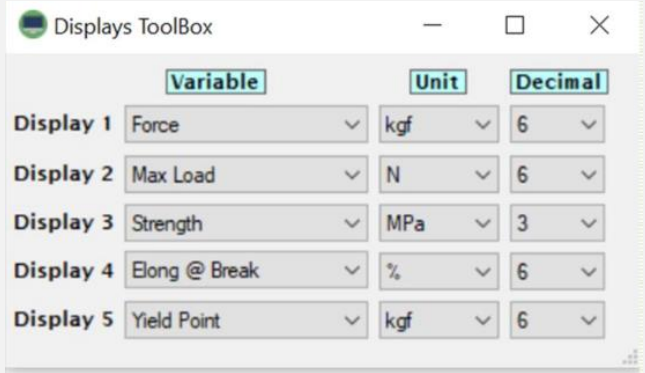 Displays ToolBox
Variable Unit Decimal
Display 1 Force kgf 6
Display 2 Max Load N 6
Display 3 Strength MPa 3
Display 4 Elong @ Break % 6
Display 5 Yield Point kgf 6